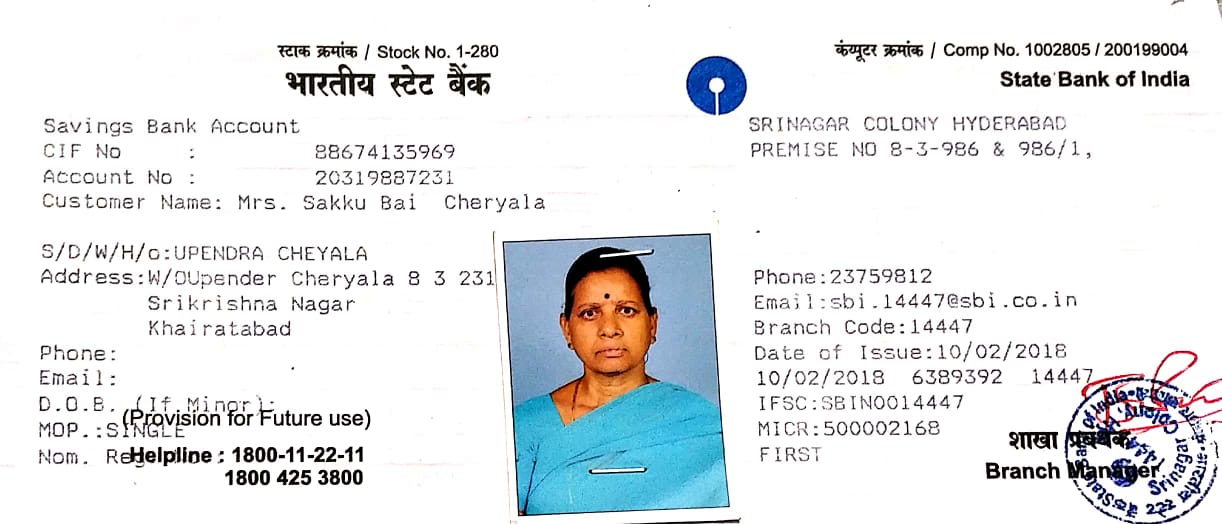 स्टाक क्रमांक / Stock No. 1-280
भारतीय स्टेट बैंक
कंप्यूटर क्रमांक / Comp No. 1002805 / 200199004
State Bank of India
Savings Bank Account
CIF No : 88674135969
Account No : 20319887231
Customer Name: Mrs. Sakku Bai Cheryala
SRINAGAR COLONY HYDERABAD
PREMISE NO 8-3-986 & 986/1,
S/D/W/H/o:UPENDRA CHEYALA
Address:W/OUpender Cheryala 8 3 231
Srikrishna Nagar
Khairatabad
Phone:
Email:
D.O.B. (If Minor):
(Provision for Future use)
MOP.:SINGLE
Nom. Reg
Helpline : 1800-11-22-11
1800 425 3800
Phone:23759812
Email:sbi.14447@sbi.co.in
Branch Code:14447
Date of Issue:10/02/2018
10/02/2018 6389392 14447
IFSC:SBIN0014447
MICR:500002168
FIRST
शाखा प्रबंधक
Branch Manager
State Bank of India
Srinagar Colony